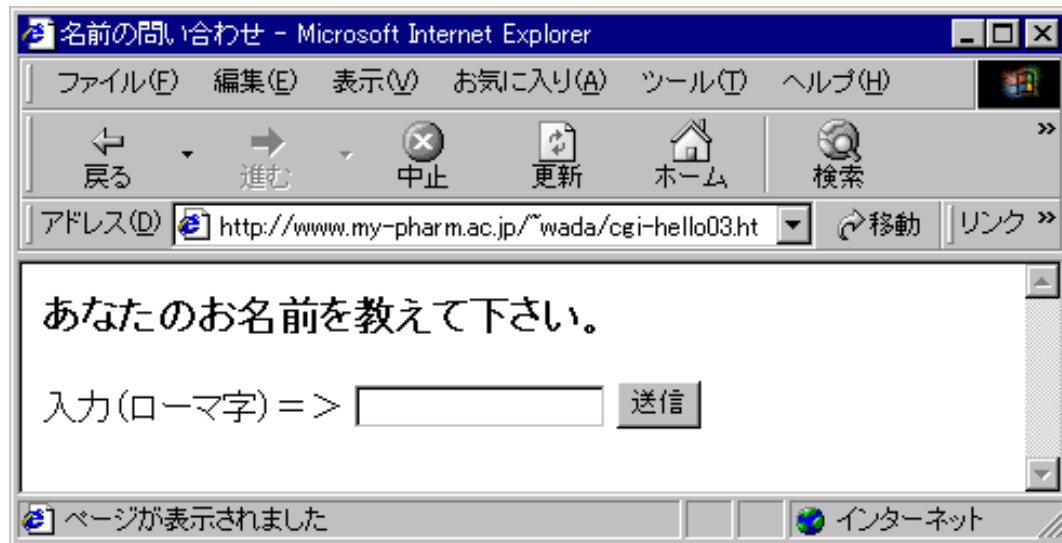 名前の問い合わせ - Microsoft Internet Explorer
ファイル(F) 編集(E) 表示(V) お気に入り(A) ツール(T) ヘルプ(H)
戻る 進む 中止 更新 ホーム 検索 »
アドレス(D) http://www.my-pharm.ac.jp/~wada/cgi-hello03.ht 移動 リンク »
あなたのお名前を教えて下さい。
入力(ローマ字)=> 送信
ページが表示されました インターネット